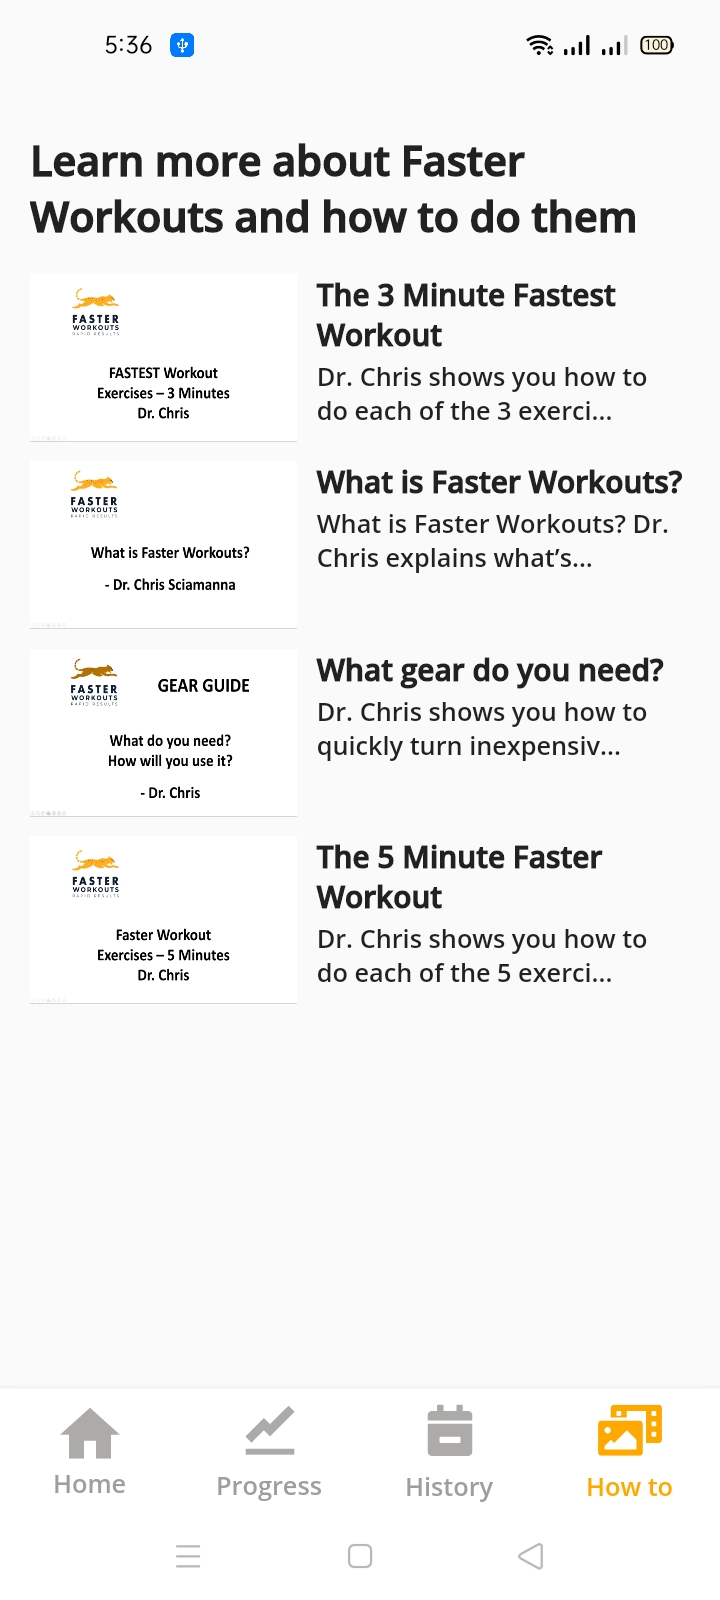 5:36
100
Learn more about Faster
Workouts and how to do them
FASTER
WORKOUTS
RAPID RESULTS
FASTEST Workout
Exercises – 3 Minutes
Dr. Chris
The 3 Minute Fastest
Workout
Dr. Chris shows you how to
do each of the 3 exerci...
FASTER
WORKOUTS
RAPID RESULTS
What is Faster Workouts?
- Dr. Chris Sciamanna
What is Faster Workouts?
What is Faster Workouts? Dr.
Chris explains what’s...
FASTER
WORKOUTS
RAPID RESULTS
GEAR GUIDE
What do you need?
How will you use it?
- Dr. Chris
What gear do you need?
Dr. Chris shows you how to
quickly turn inexpensiv...
FASTER
WORKOUTS
RAPID RESULTS
Faster Workout
Exercises – 5 Minutes
Dr. Chris
The 5 Minute Faster
Workout
Dr. Chris shows you how to
do each of the 5 exerci...
Home
Progress
History
How to